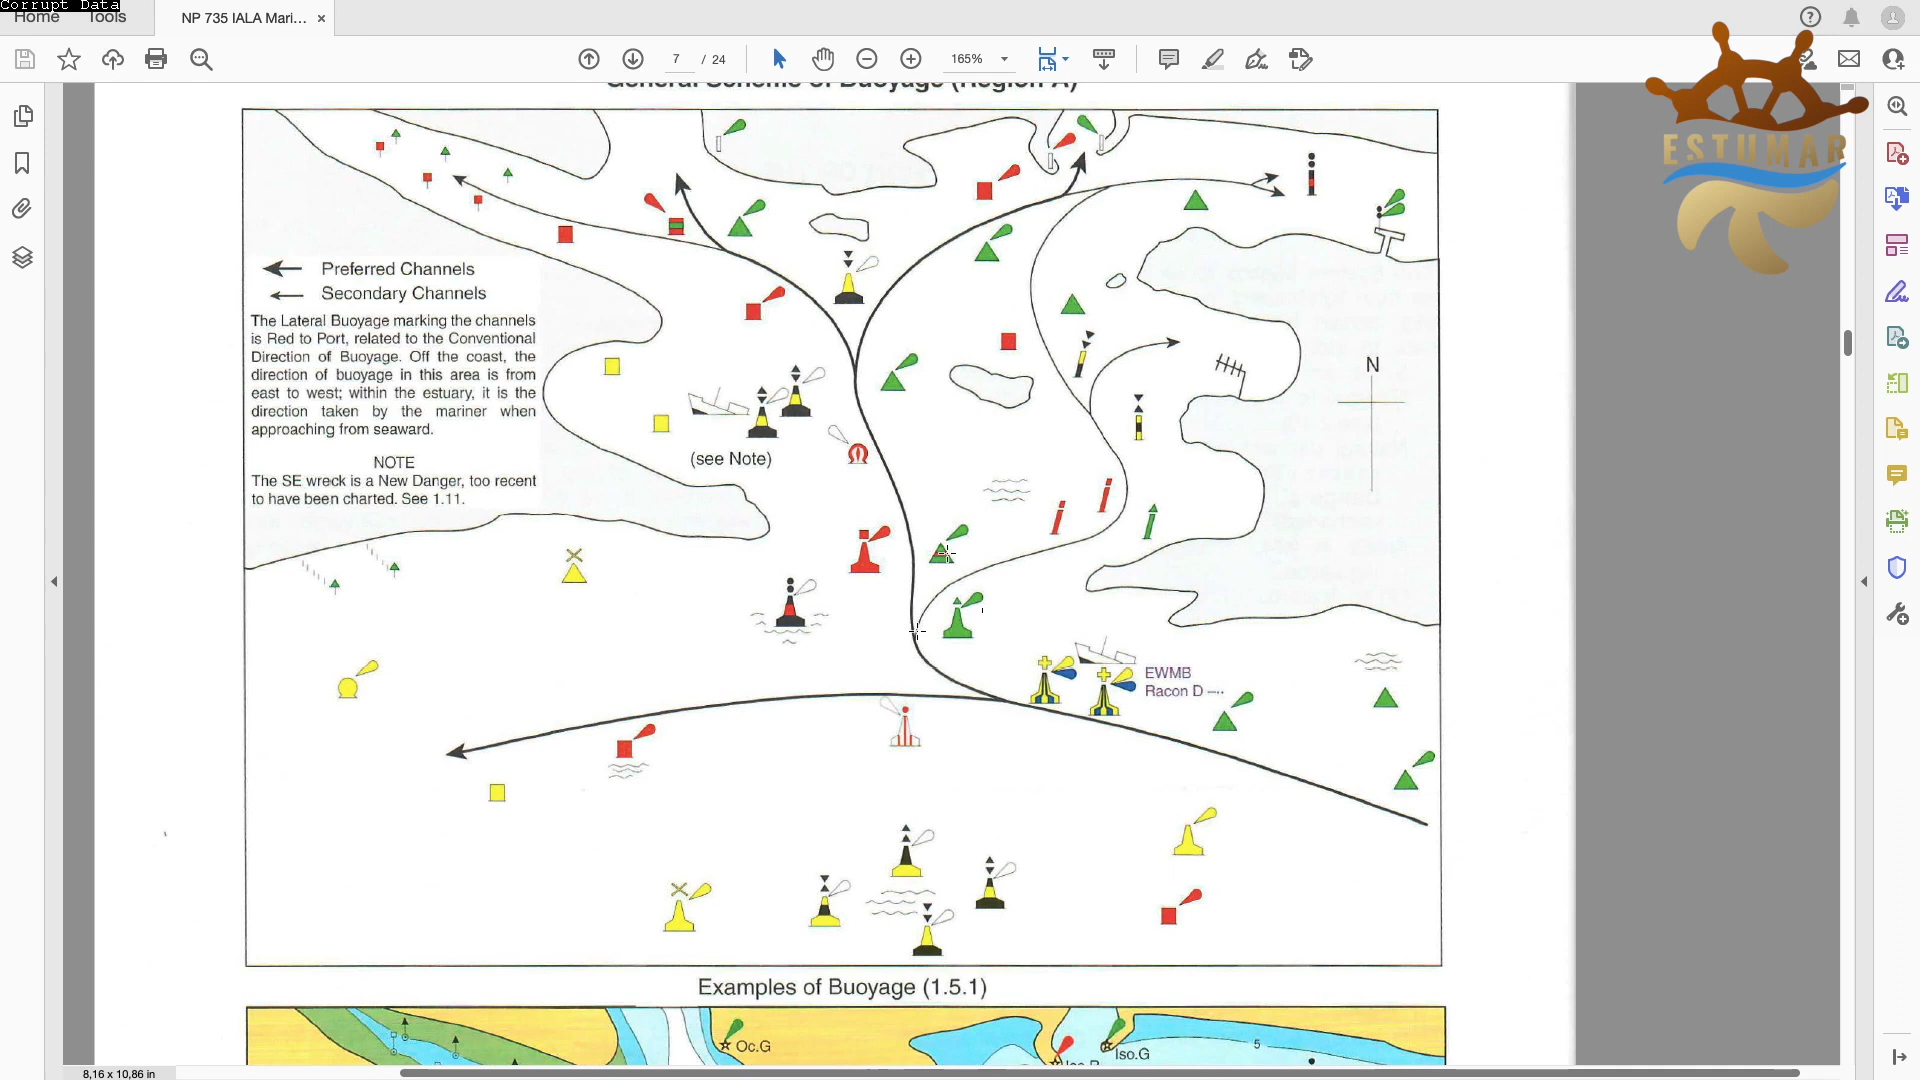 Corrupt Data
Home Tools NP 735 IALA Mari... ×
7 / 24 165%
ESTUMAR
General Scheme of Buoyage (Region A)
Preferred Channels
Secondary Channels
The Lateral Buoyage marking the channels
is Red to Port, related to the Conventional
Direction of Buoyage. Off the coast, the
direction of buoyage in this area is from
east to west; within the estuary, it is the
direction taken by the mariner when
approaching from seaward.
NOTE
The SE wreck is a New Danger, too recent
to have been charted. See 1.11.
N
(see Note)
EWMB
Racon D
Examples of Buoyage (1.5.1)
Oc.G
Iso.G
5
8,16 x 10,86 in